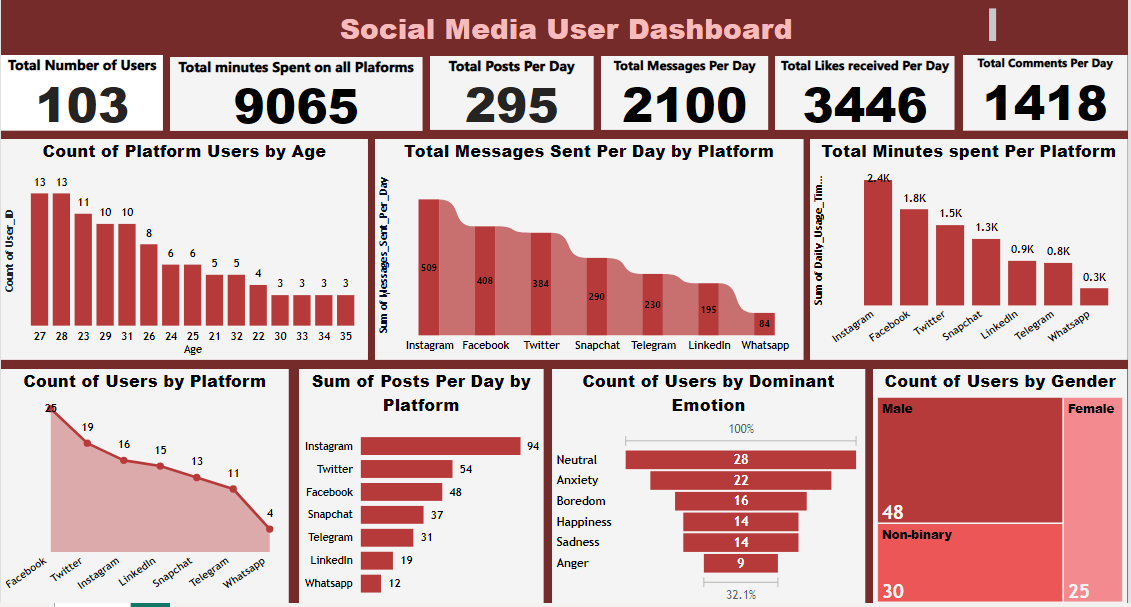 Social Media User Dashboard
Total Number of Users
103
Total minutes Spent on all Plaforms
9065
Total Posts Per Day
295
Total Messages Per Day
2100
Total Likes received Per Day
3446
Total Comments Per Day
1418
Count of Platform Users by Age
Count of User_ID
13 13 11 10 10 8 6 6 5 5 4 3 3 3 3
27 28 23 29 31 26 24 25 21 32 22 30 33 34 35
Age
Total Messages Sent Per Day by Platform
Sum of Messages_Sent_Per_Day
509 408 384 290 230 195 84
Instagram Facebook Twitter Snapchat Telegram LinkedIn Whatsapp
Total Minutes spent Per Platform
Sum of Daily_Usage_Tim...
2.4K 1.8K 1.5K 1.3K 0.9K 0.8K 0.3K
Instagram Facebook Twitter Snapchat LinkedIn Telegram Whatsapp
Count of Users by Platform
25 19 16 15 13 11 4
Facebook Twitter Instagram LinkedIn Snapchat Telegram Whatsapp
Sum of Posts Per Day by
Platform
Instagram 94
Twitter 54
Facebook 48
Snapchat 37
Telegram 31
LinkedIn 19
Whatsapp 12
Count of Users by Dominant
Emotion
100%
Neutral 28
Anxiety 22
Boredom 16
Happiness 14
Sadness 14
Anger 9
32.1%
Count of Users by Gender
Male
48
Non-binary
30
Female
25